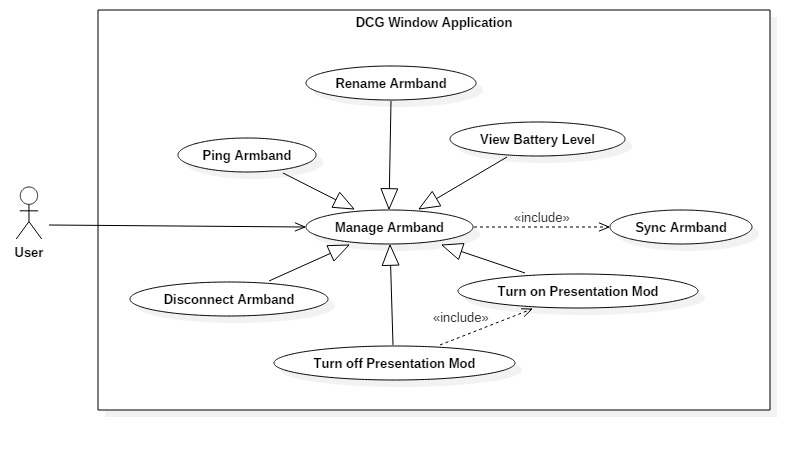 DCG Window Application
Rename Armband
View Battery Level
Ping Armband
Manage Armband
«include»
Sync Armband
User
Disconnect Armband
Turn on Presentation Mod
«include»
Turn off Presentation Mod